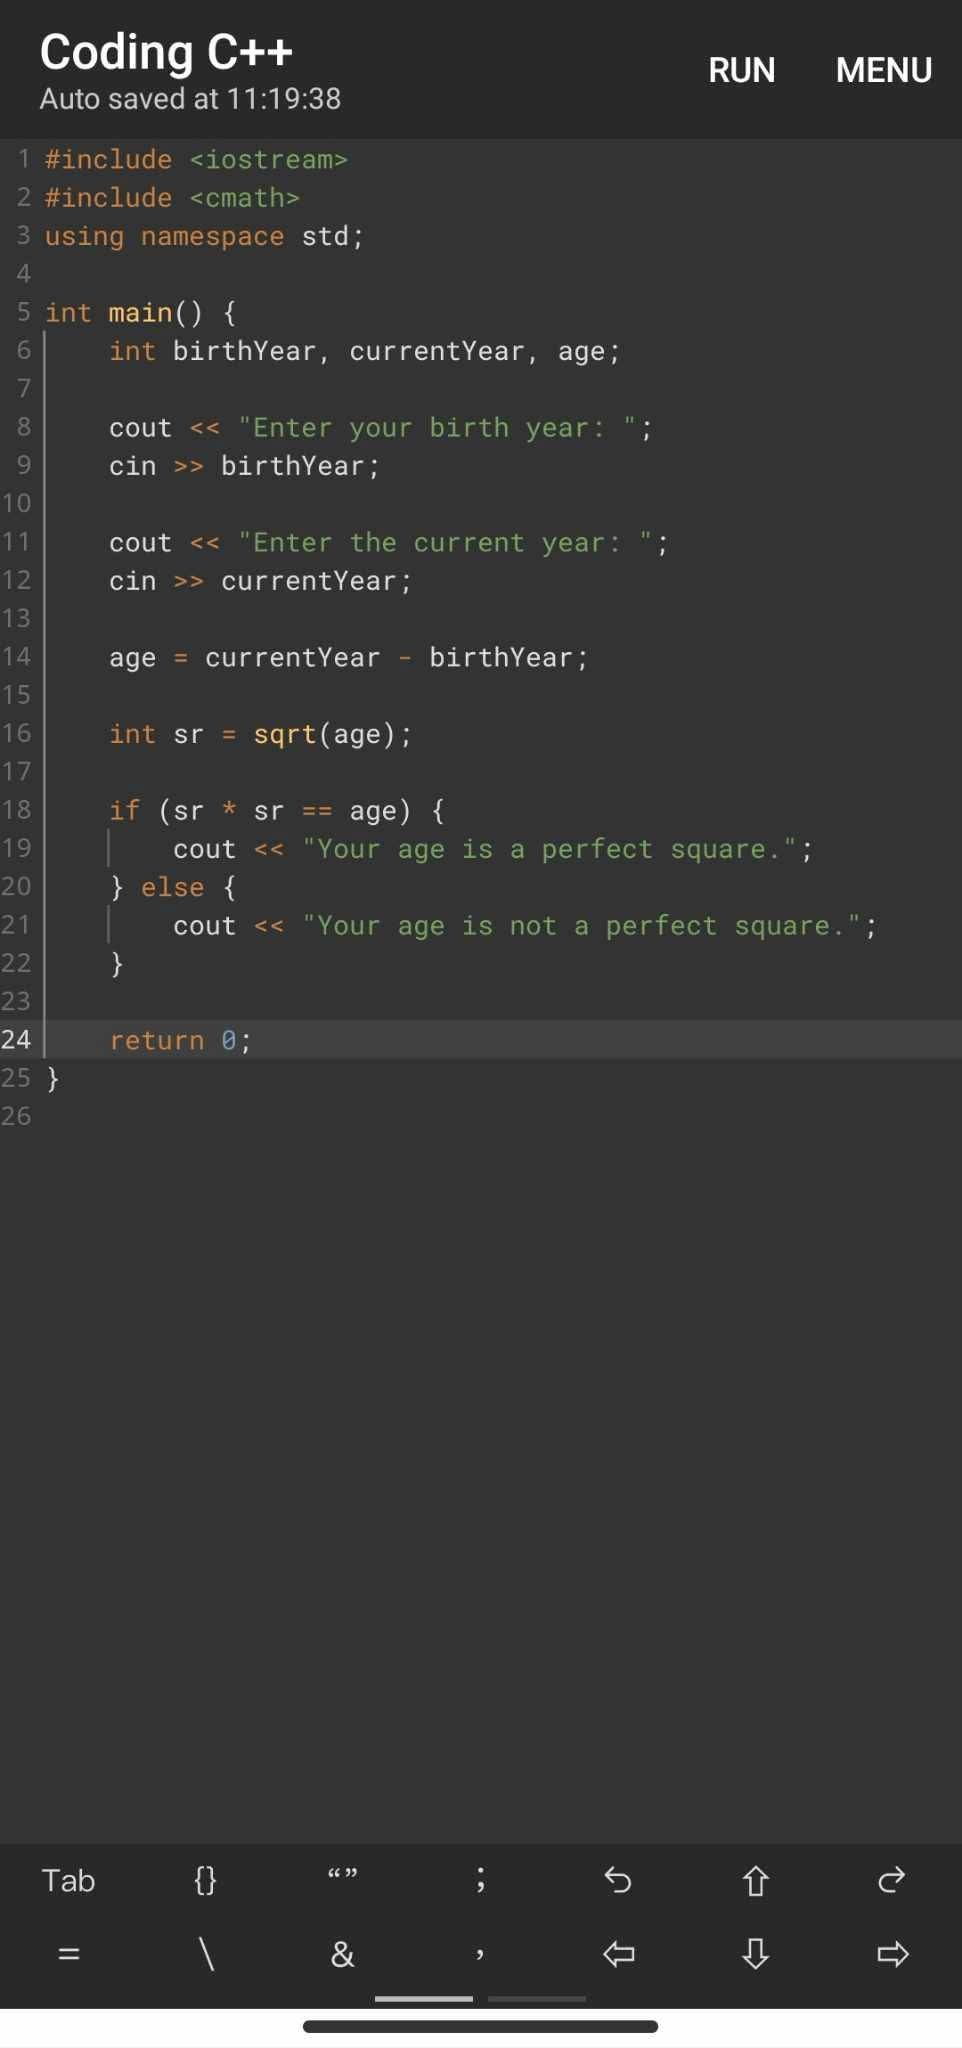 Coding C++
Auto saved at 11:19:38
RUN MENU
1 #include <iostream>
2 #include <cmath>
3 using namespace std;
4
5 int main() {
6     int birthYear, currentYear, age;
7
8     cout << "Enter your birth year: ";
9     cin >> birthYear;
10
11     cout << "Enter the current year: ";
12     cin >> currentYear;
13
14     age = currentYear - birthYear;
15
16     int sr = sqrt(age);
17
18     if (sr * sr == age) {
19         cout << "Your age is a perfect square.";
20     } else {
21         cout << "Your age is not a perfect square.";
22     }
23
24     return 0;
25 }
26
Tab {} “” ;
= \ & ,